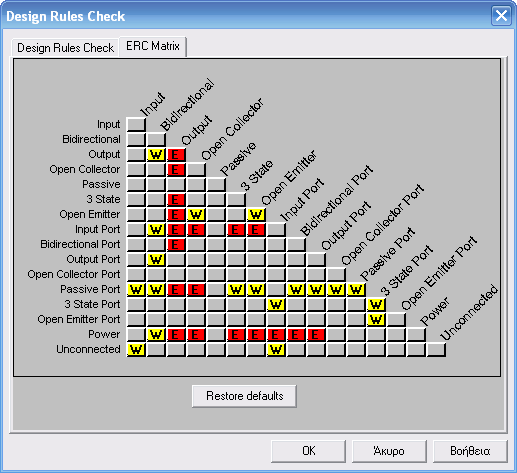 Design Rules Check
Design Rules Check ERC Matrix
Input
Bidirectional
Output
Open Collector
Passive
3 State
Open Emitter
Input Port
Bidirectional Port
Output Port
Open Collector Port
Passive Port
3 State Port
Open Emitter Port
Power
Unconnected
Input
Bidirectional
Output W E
Open Collector E
Passive
3 State E
Open Emitter E W W
Input Port W E E E E
Bidirectional Port E
Output Port W
Open Collector Port
Passive Port W W E E W W W W W W
3 State Port W W
Open Emitter Port W
Power W E E E E E E E
Unconnected W W
Restore defaults
OK Άκυρο Βοήθεια